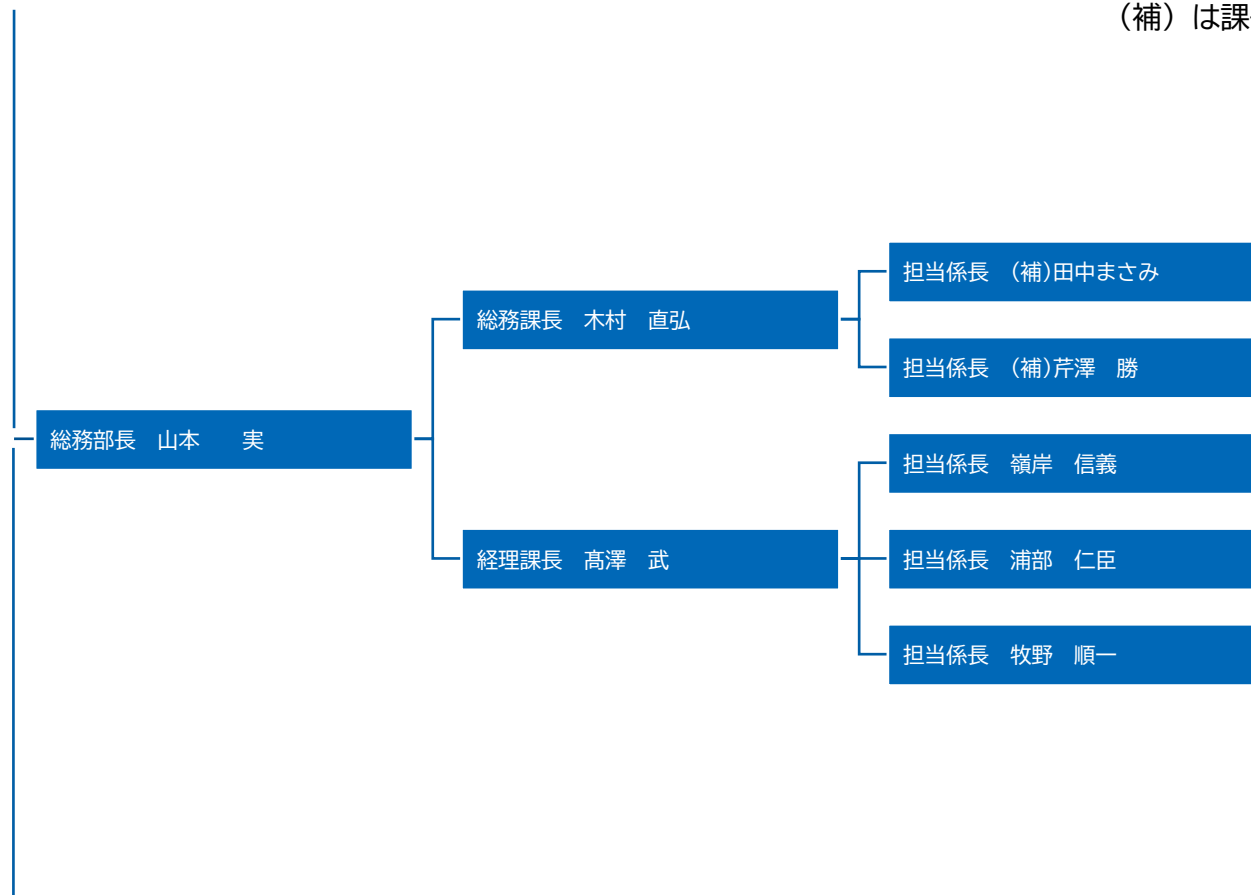 （補）は課
担当係長　(補)田中まさみ
総務課長　木村　直弘
担当係長　(補)芹澤　勝
総務部長　山本　　実
担当係長　嶺岸　信義
経理課長　髙澤　武
担当係長　浦部　仁臣
担当係長　牧野　順一